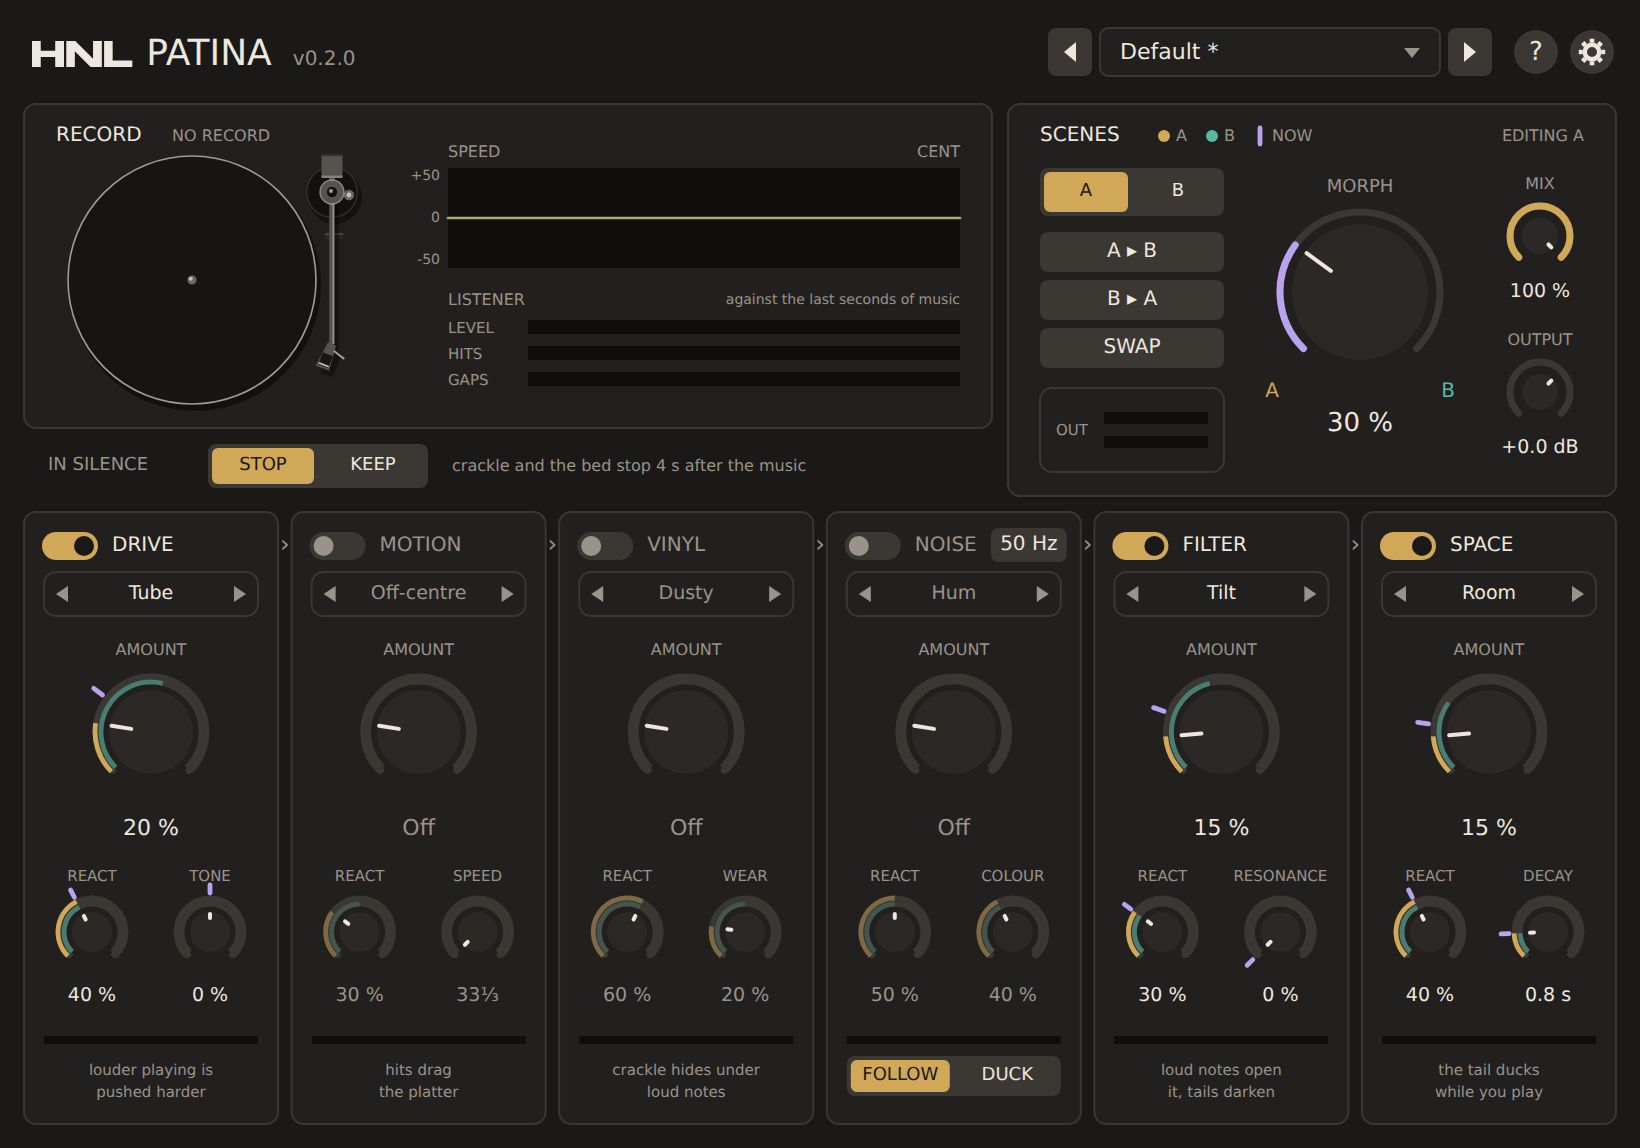 HNL PATINA v0.2.0
Default *
?
RECORD NO RECORD
SPEED CENT
+50
0
-50
LISTENER against the last seconds of music
LEVEL
HITS
GAPS
IN SILENCE STOP KEEP crackle and the bed stop 4 s after the music
SCENES A B NOW EDITING A
A B
A ▸ B
B ▸ A
SWAP
OUT
MORPH
A B
30 %
MIX
100 %
OUTPUT
+0.0 dB
DRIVE
Tube
AMOUNT
20 %
REACT TONE
40 % 0 %
louder playing is
pushed harder
›
MOTION
Off-centre
AMOUNT
Off
REACT SPEED
30 % 33⅓
hits drag
the platter
›
VINYL
Dusty
AMOUNT
Off
REACT WEAR
60 % 20 %
crackle hides under
loud notes
›
NOISE 50 Hz
Hum
AMOUNT
Off
REACT COLOUR
50 % 40 %
FOLLOW DUCK
›
FILTER
Tilt
AMOUNT
15 %
REACT RESONANCE
30 % 0 %
loud notes open
it, tails darken
›
SPACE
Room
AMOUNT
15 %
REACT DECAY
40 % 0.8 s
the tail ducks
while you play